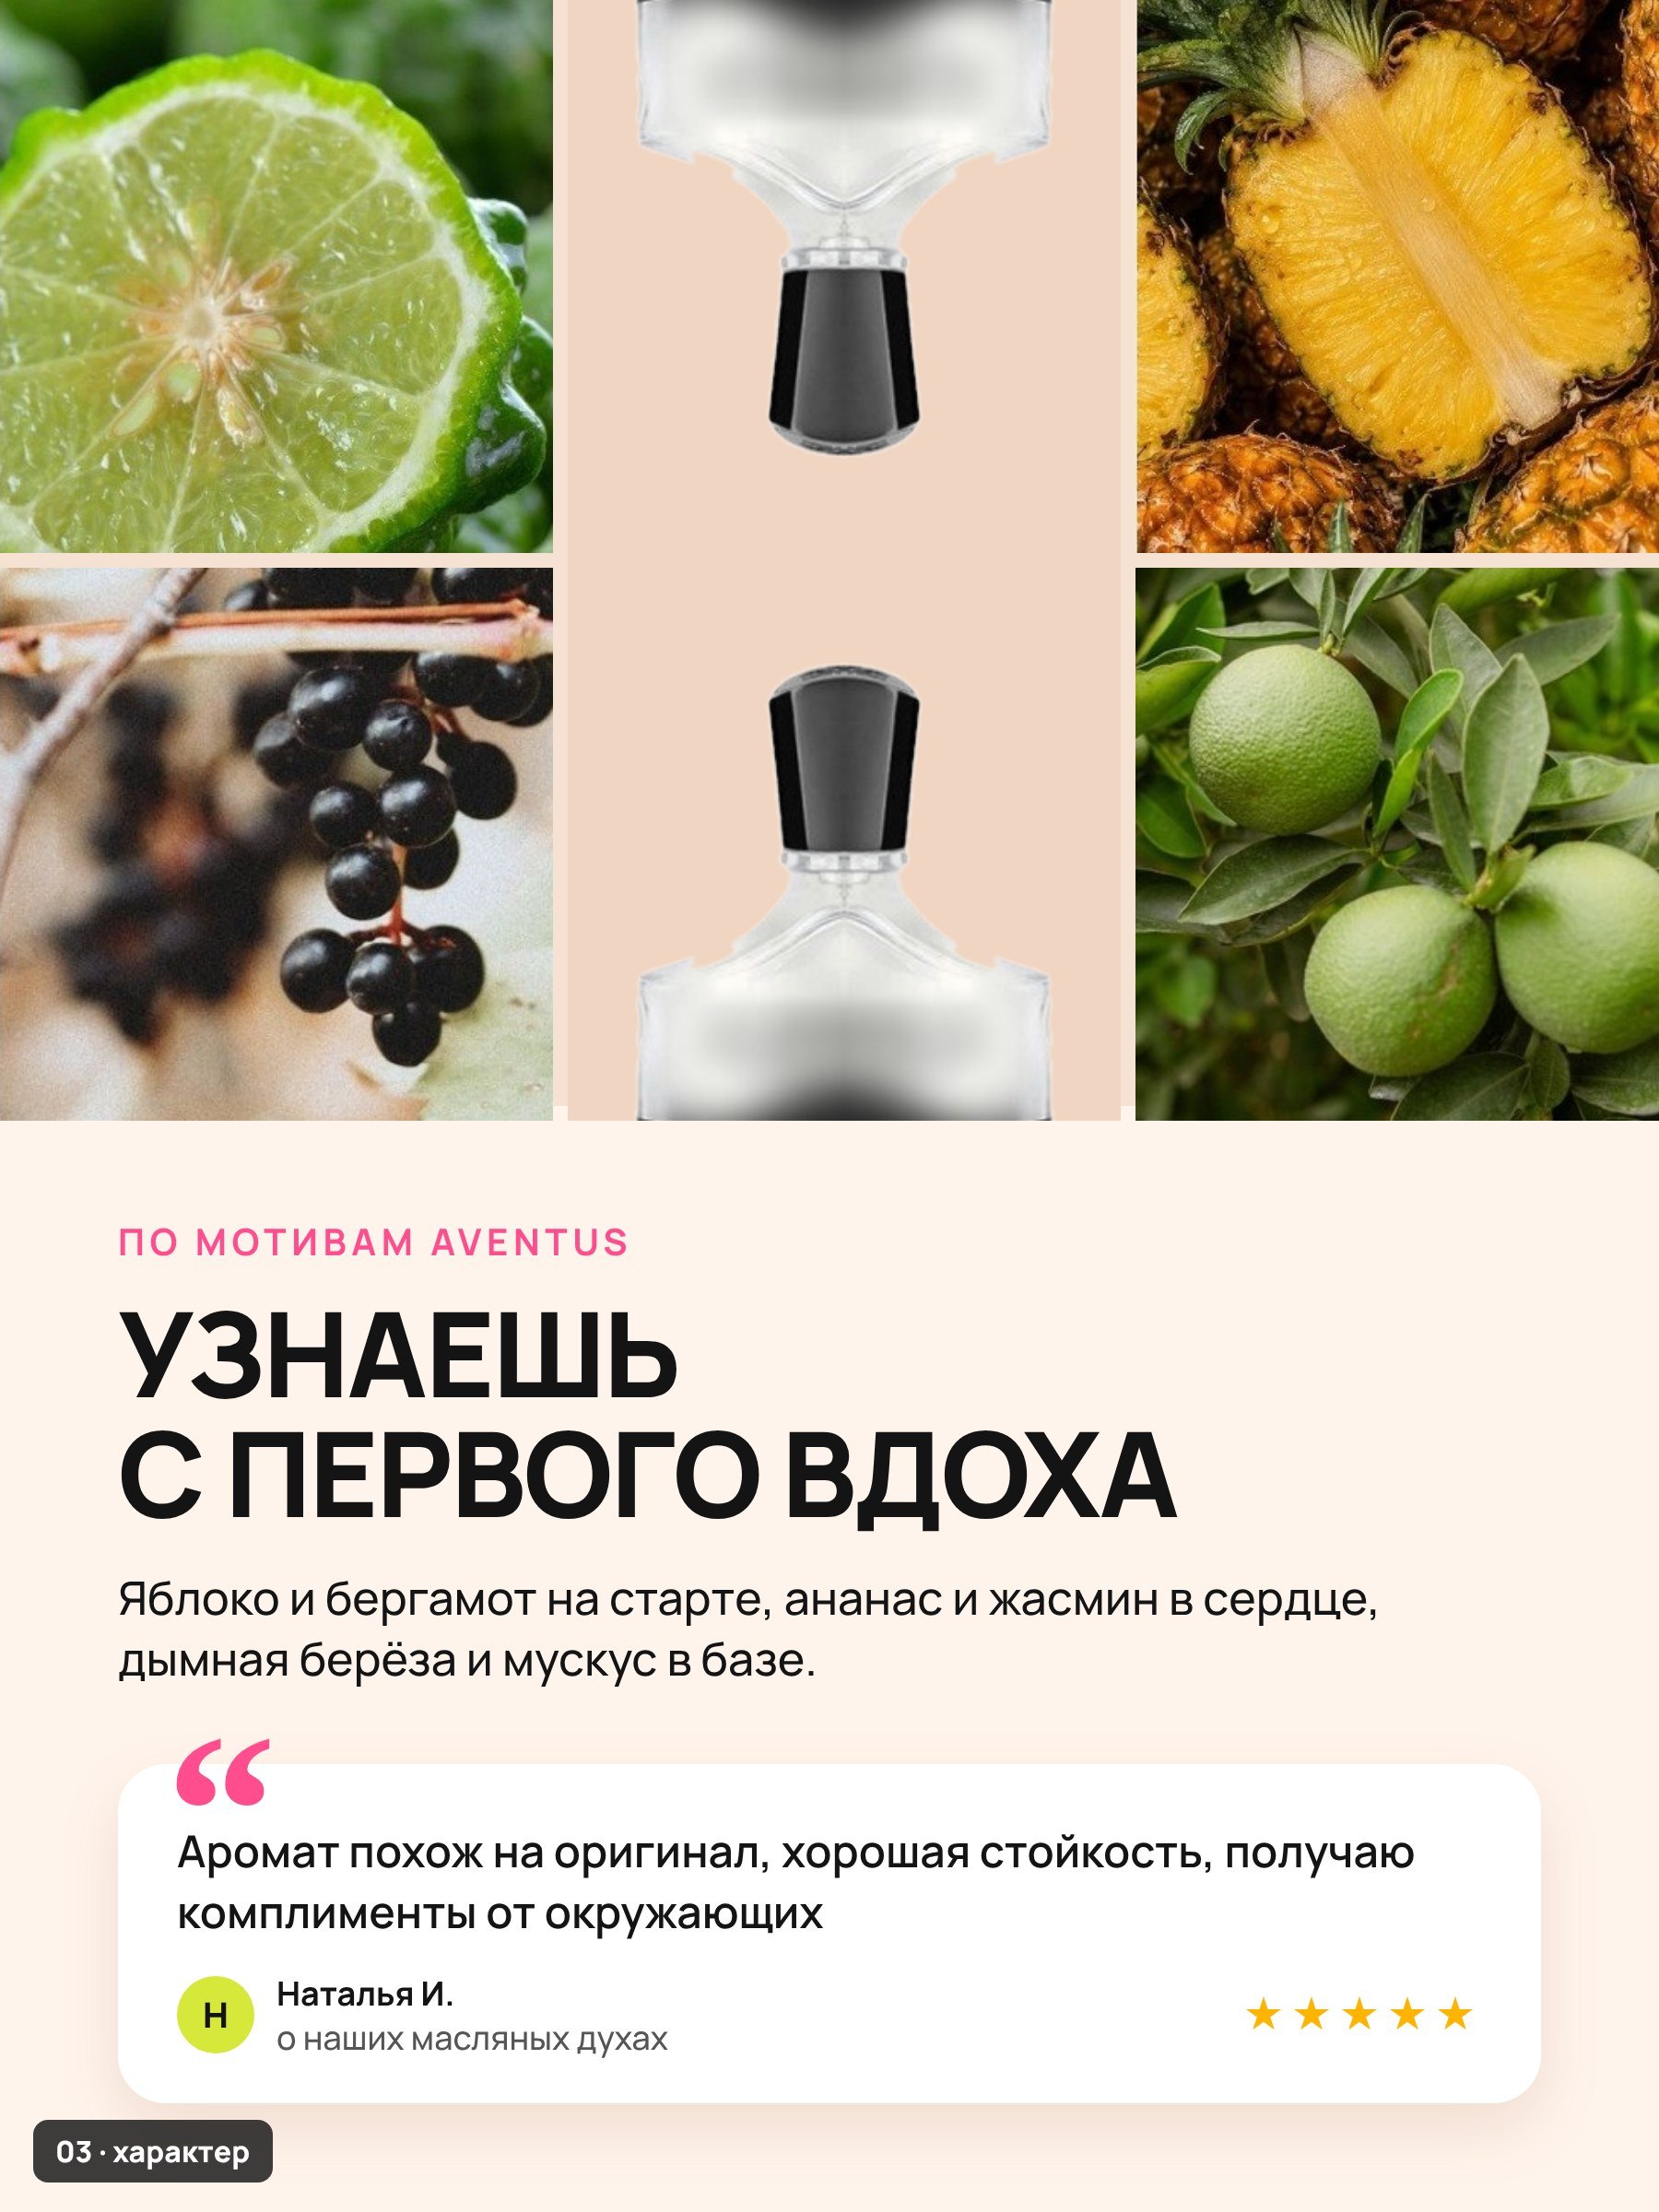 ПО МОТИВАМ AVENTUS
УЗНАЕШЬ
С ПЕРВОГО ВДОХА
Яблоко и бергамот на старте, ананас и жасмин в сердце,
дымная берёза и мускус в базе.
“
Аромат похож на оригинал, хорошая стойкость, получаю
комплименты от окружающих
Н
Наталья И.
о наших масляных духах
★★★★★
03 · характер